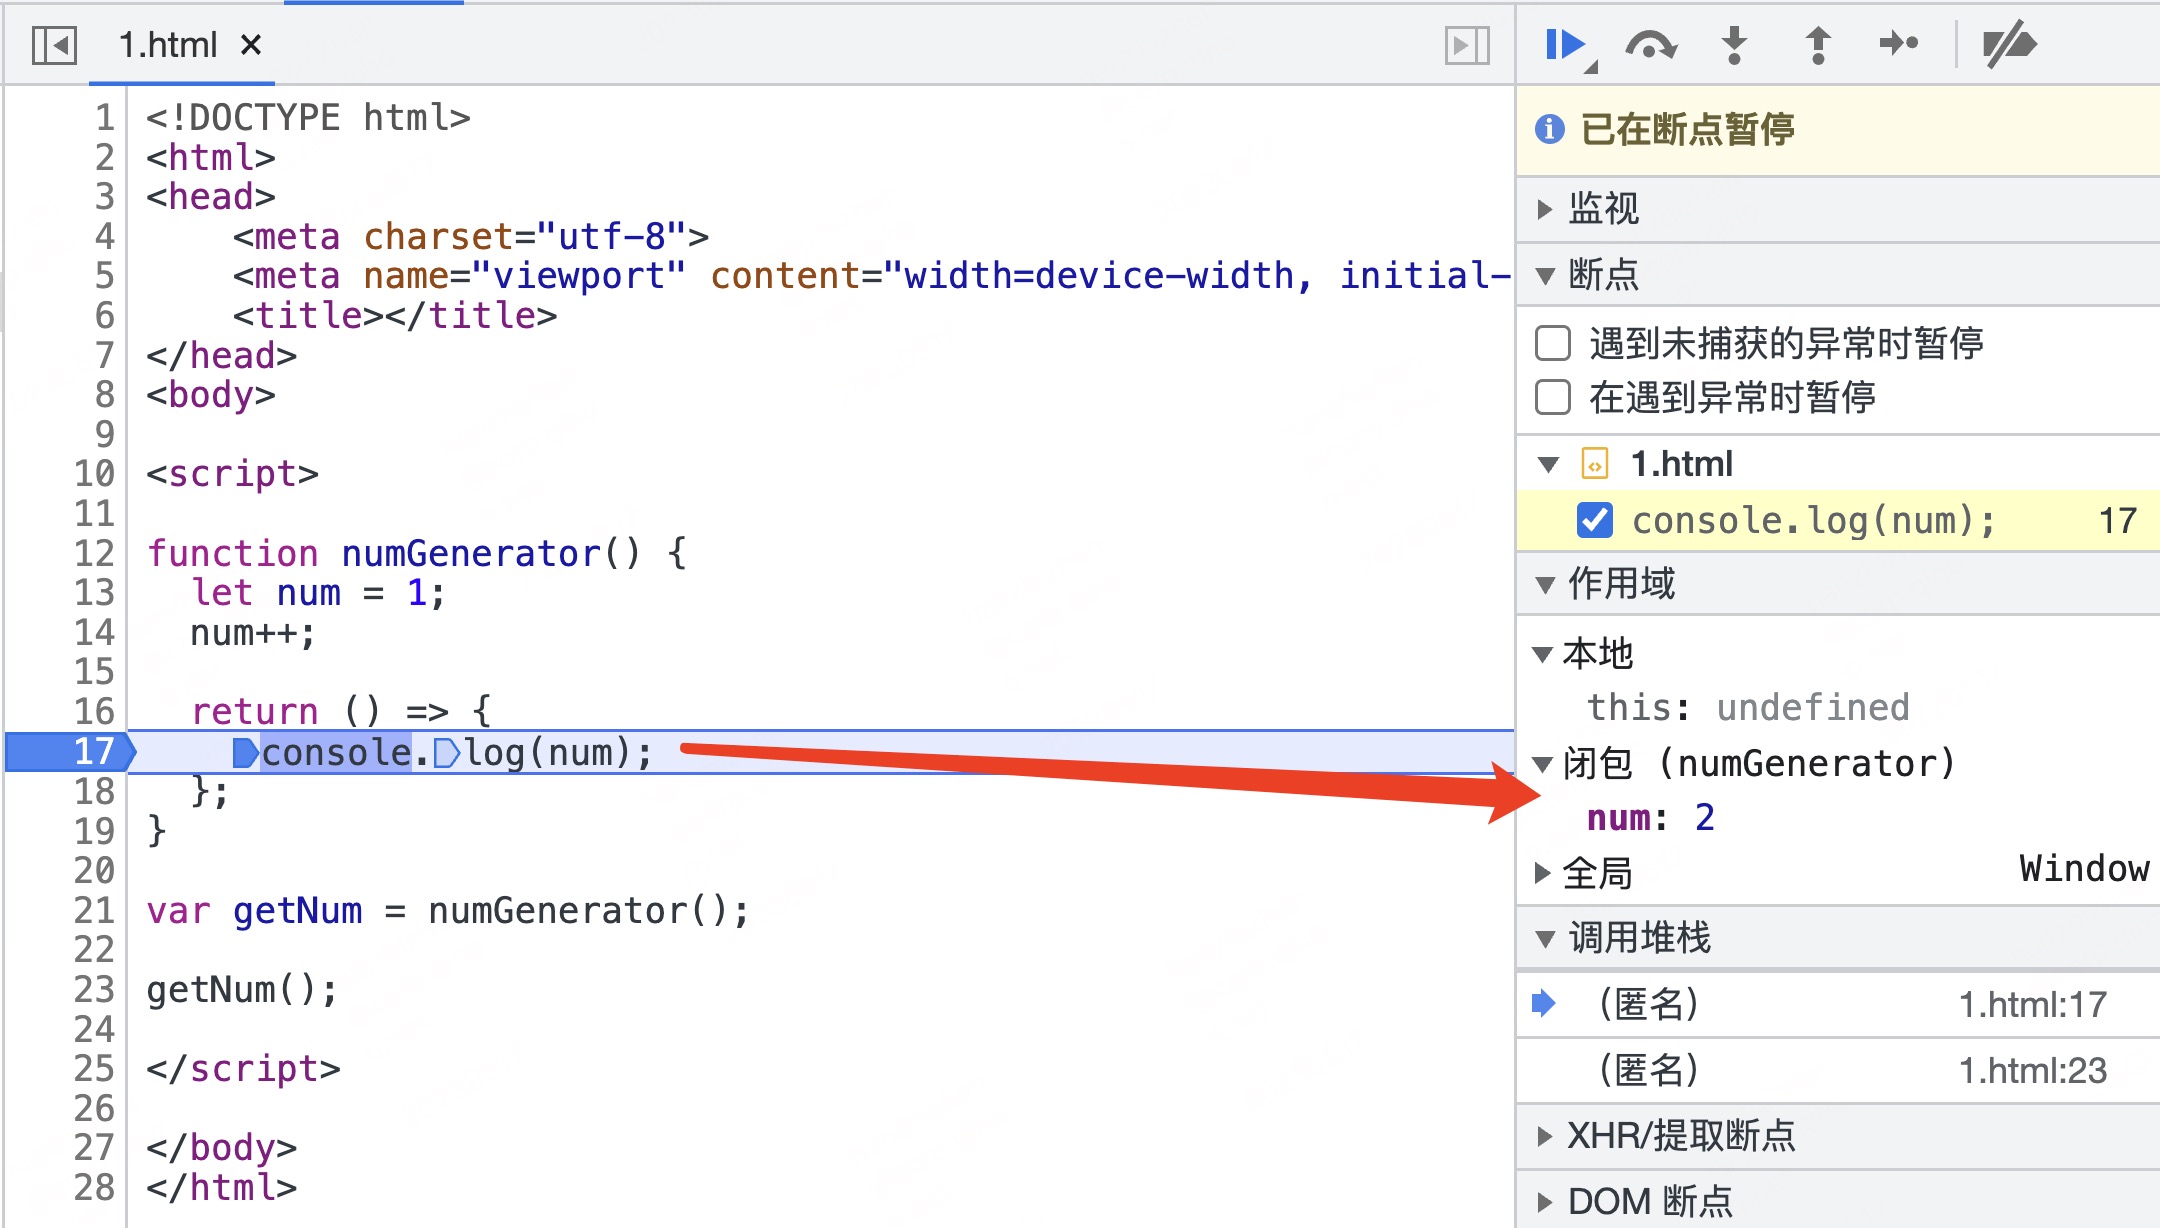 1.html ×
1 <!DOCTYPE html>
2 <html>
3 <head>
4     <meta charset="utf-8">
5     <meta name="viewport" content="width=device-width, initial-
6     <title></title>
7 </head>
8 <body>
9
10 <script>
11
12 function numGenerator() {
13   let num = 1;
14   num++;
15
16   return () => {
17     console.log(num);
18   };
19 }
20
21 var getNum = numGenerator();
22
23 getNum();
24
25 </script>
26
27 </body>
28 </html>
已在断点暂停
监视
断点
遇到未捕获的异常时暂停
在遇到异常时暂停
1.html
console.log(num); 17
作用域
本地
this: undefined
闭包 (numGenerator)
num: 2
全局 Window
调用堆栈
(匿名) 1.html:17
(匿名) 1.html:23
XHR/提取断点
DOM 断点